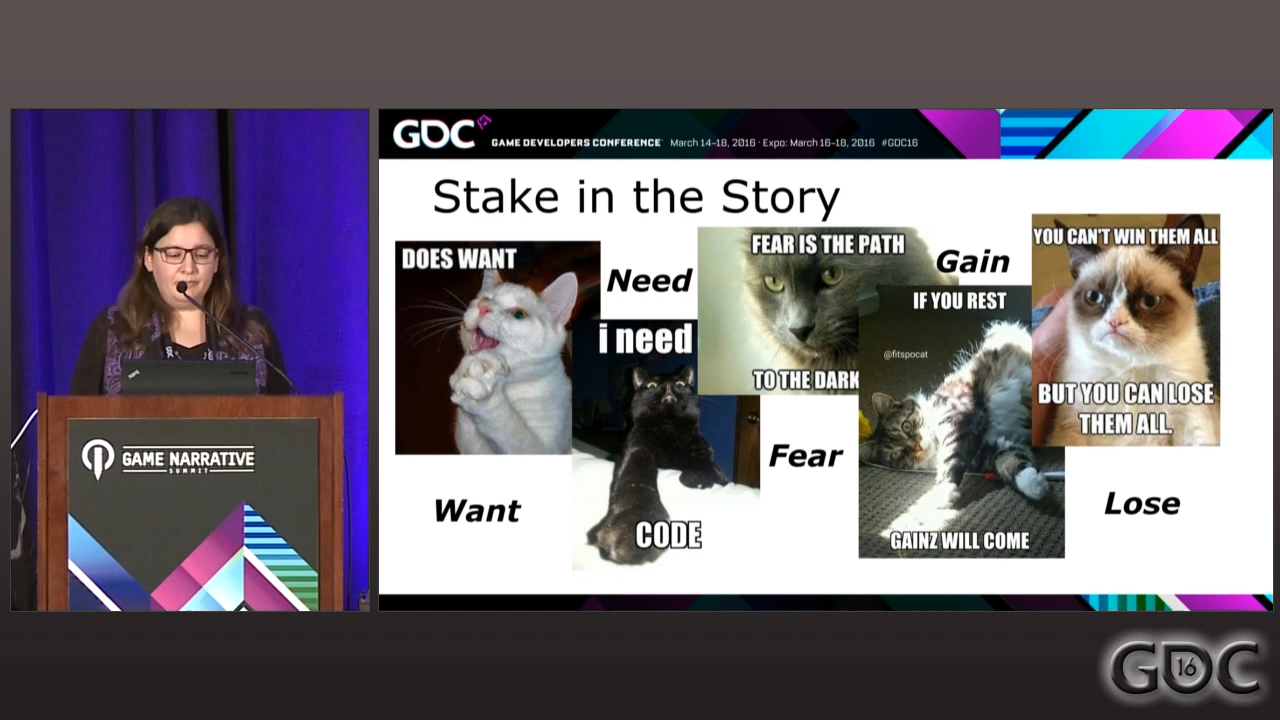 GDC
GAME DEVELOPERS CONFERENCE March 14–18, 2016 · Expo: March 16–18, 2016 #GDC16
Stake in the Story
DOES WANT
Need
i need
CODE
Want
FEAR IS THE PATH
TO THE DARK
Fear
Gain
IF YOU REST
@fitspocat
GAINZ WILL COME
YOU CAN'T WIN THEM ALL
BUT YOU CAN LOSE
THEM ALL.
Lose
GAME NARRATIVE
SUMMIT
GDC
16